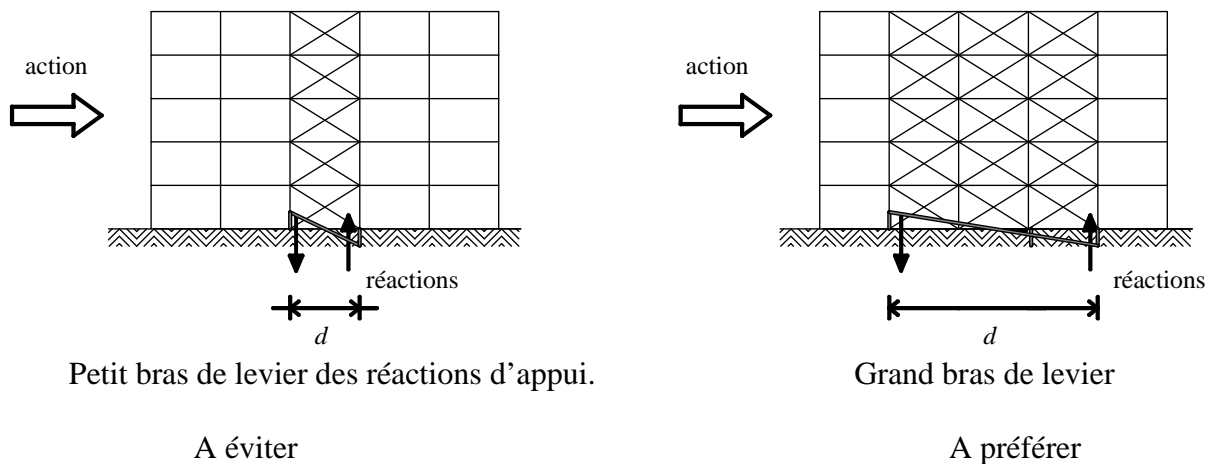 action
réactions
d
Petit bras de levier des réactions d’appui.
A éviter
action
réactions
d
Grand bras de levier
A préférer